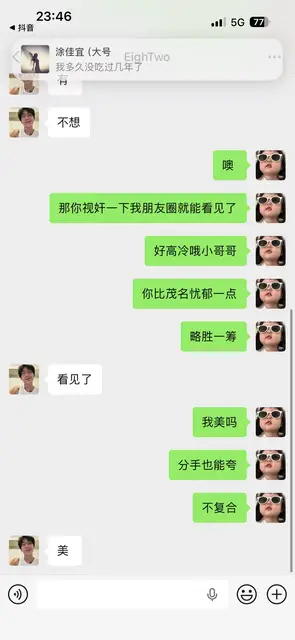 23:46
5G 77
抖音
涂佳宜 (大号
EighTwo
我多久没吃过几年了
有
不想
噢
那你视奸一下我朋友圈就能看见了
好高冷哦小哥哥
你比茂名忧郁一点
略胜一筹
看见了
我美吗
分手也能夸
不复合
美